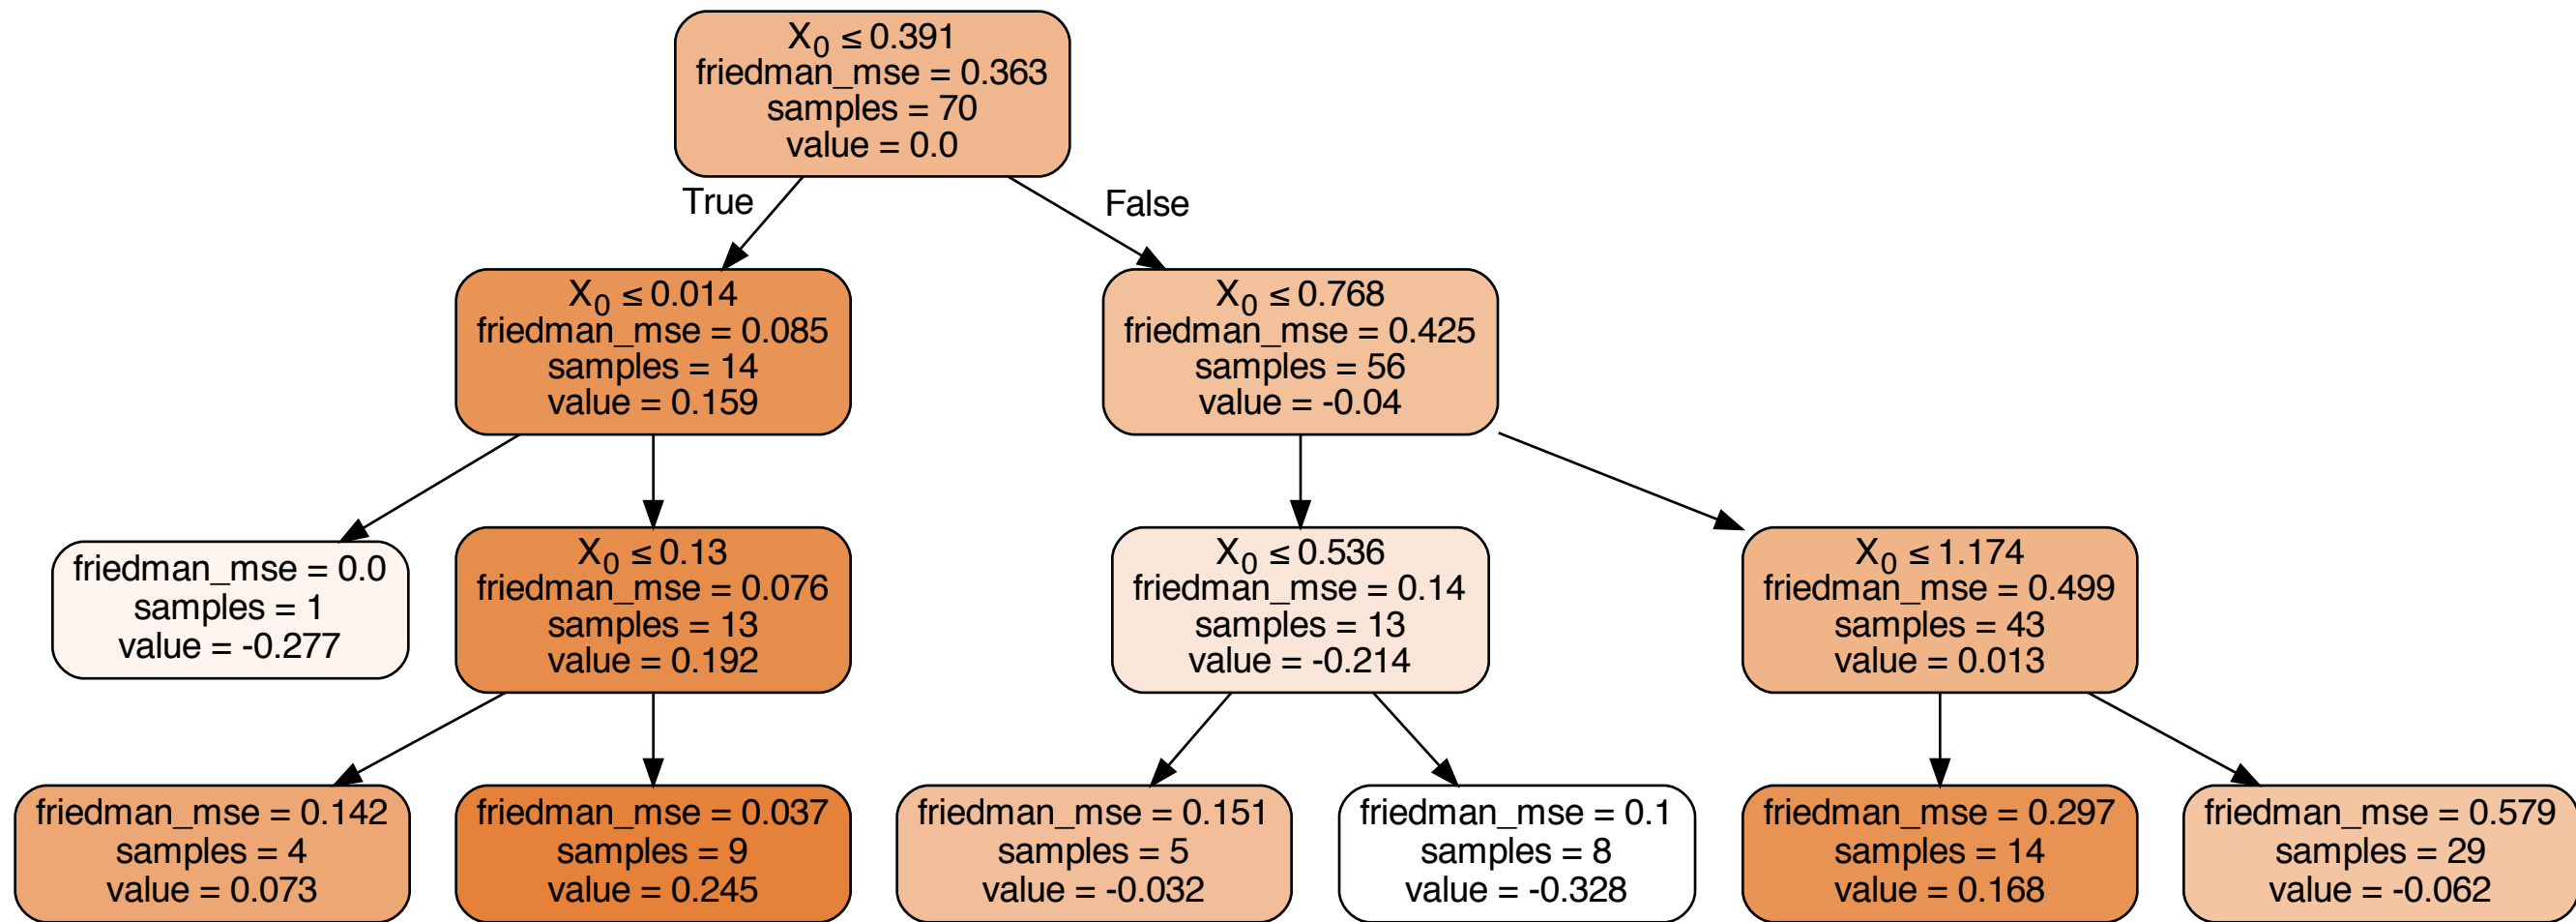 X0 ≤ 0.391
friedman_mse = 0.363
samples = 70
value = 0.0
True
False
X0 ≤ 0.014
friedman_mse = 0.085
samples = 14
value = 0.159
X0 ≤ 0.768
friedman_mse = 0.425
samples = 56
value = -0.04
friedman_mse = 0.0
samples = 1
value = -0.277
X0 ≤ 0.13
friedman_mse = 0.076
samples = 13
value = 0.192
X0 ≤ 0.536
friedman_mse = 0.14
samples = 13
value = -0.214
X0 ≤ 1.174
friedman_mse = 0.499
samples = 43
value = 0.013
friedman_mse = 0.142
samples = 4
value = 0.073
friedman_mse = 0.037
samples = 9
value = 0.245
friedman_mse = 0.151
samples = 5
value = -0.032
friedman_mse = 0.1
samples = 8
value = -0.328
friedman_mse = 0.297
samples = 14
value = 0.168
friedman_mse = 0.579
samples = 29
value = -0.062